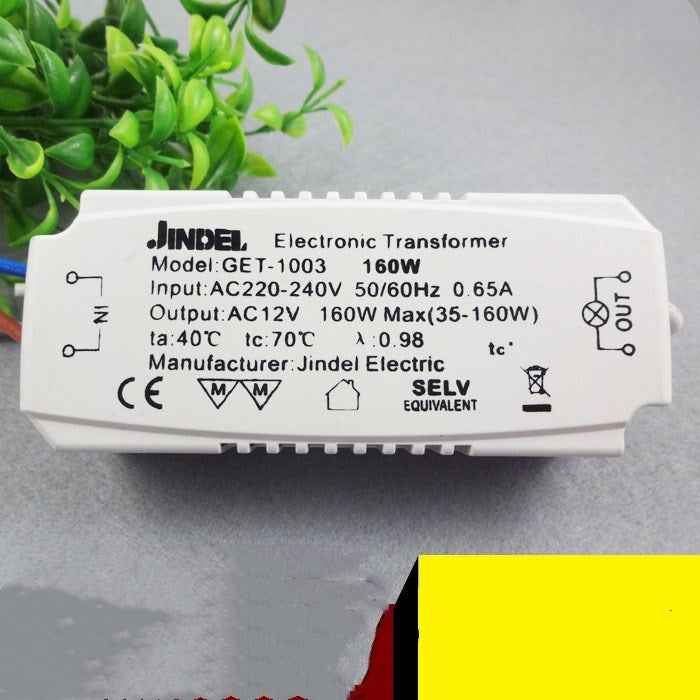 JINDEL Electronic Transformer
Model:GET-1003 160W
Input:AC220-240V 50/60Hz 0.65A
Output:AC12V 160W Max(35-160W)
ta:40℃ tc:70℃ λ:0.98
tc
Manufacturer:Jindel Electric
IN
OUT
CE
M M
SELV
EQUIVALENT